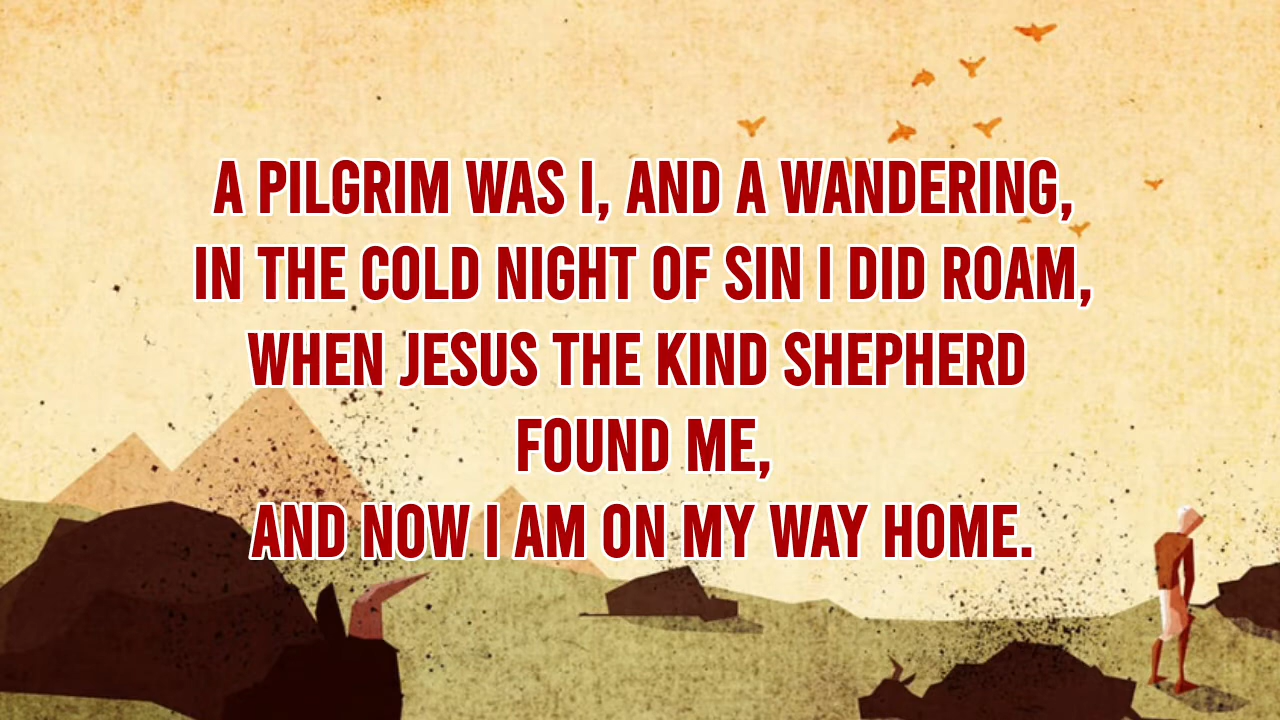 A PILGRIM WAS I, AND A WANDERING,
IN THE COLD NIGHT OF SIN I DID ROAM,
WHEN JESUS THE KIND SHEPHERD
FOUND ME,
AND NOW I AM ON MY WAY HOME.